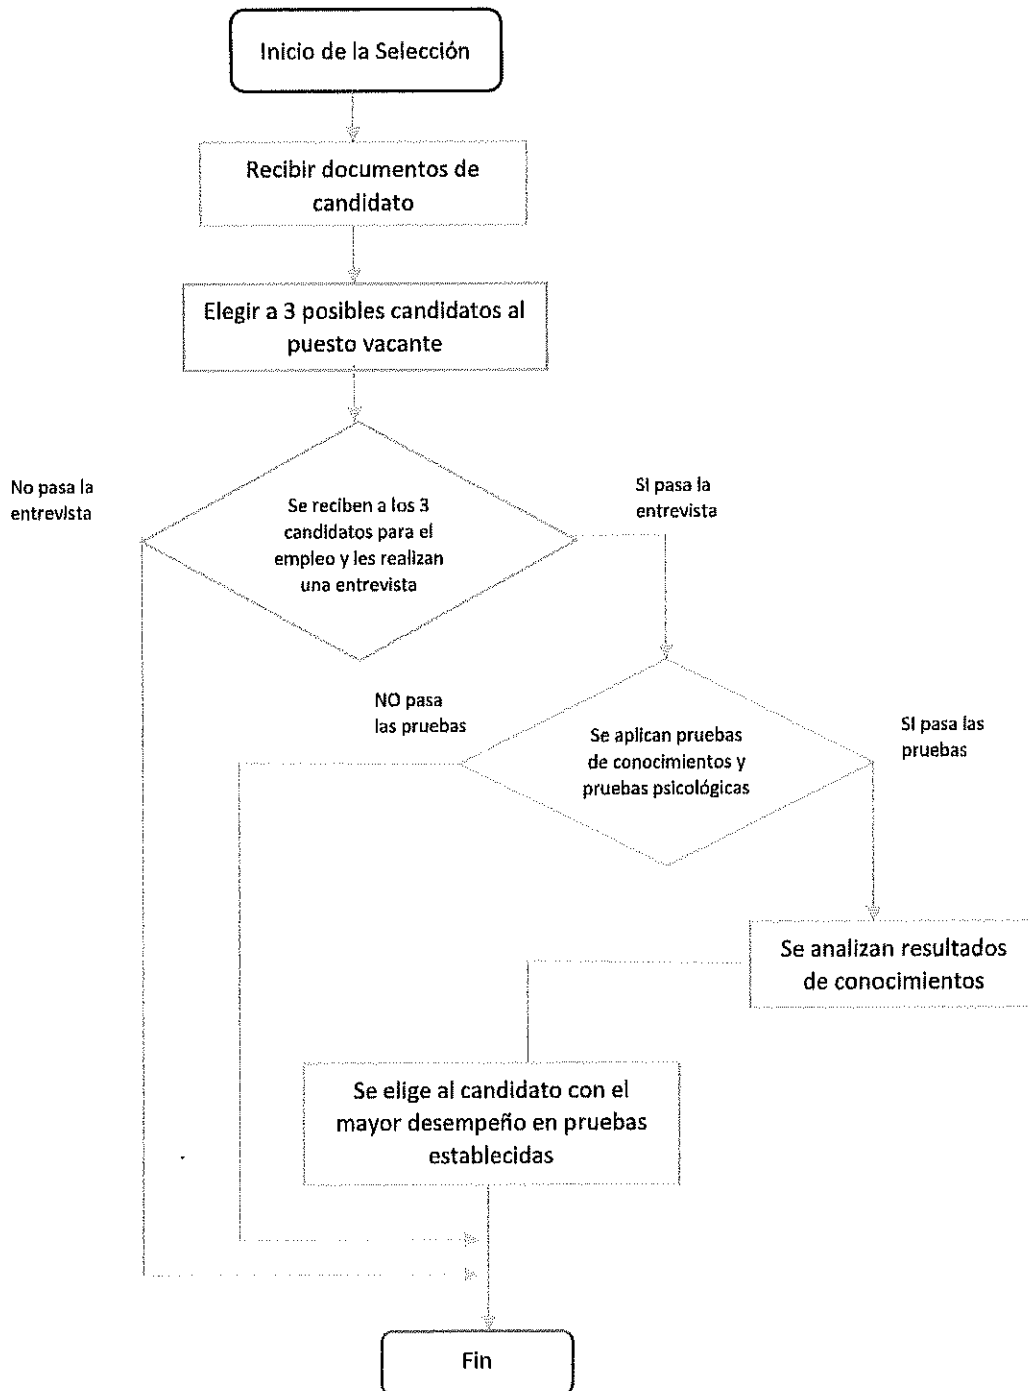 Inicio de la Selección
Recibir documentos de
candidato
Elegir a 3 posibles candidatos al
puesto vacante
No pasa la
entrevista
Se reciben a los 3
candidatos para el
empleo y les realizan
una entrevista
SI pasa la
entrevista
NO pasa
las pruebas
Se aplican pruebas
de conocimientos y
pruebas psicológicas
SI pasa las
pruebas
Se analizan resultados
de conocimientos
Se elige al candidato con el
mayor desempeño en pruebas
establecidas
Fin